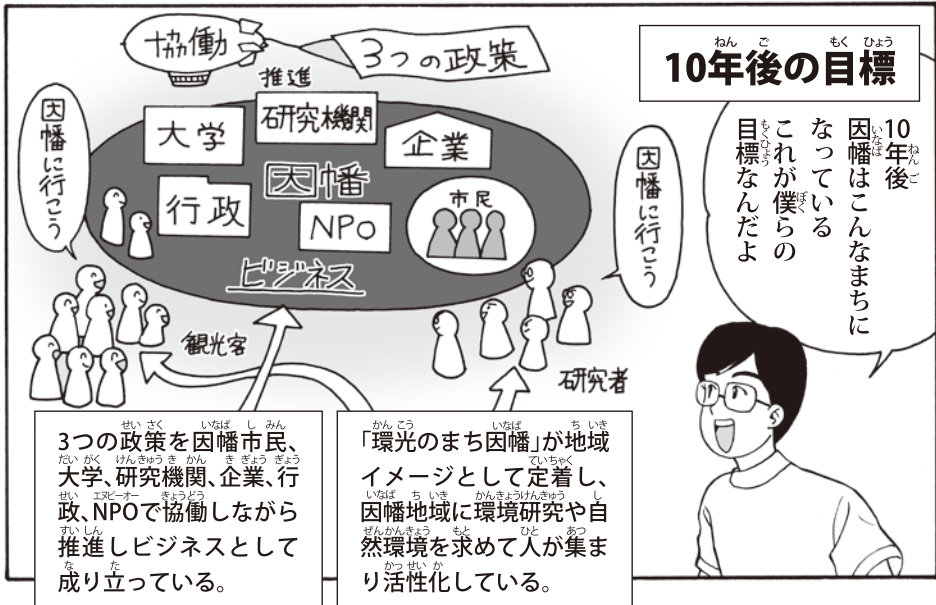 10年後の目標
10年後
因幡はこんなまちに
なっている
これが僕らの
目標なんだよ
協働
3つの政策
推進
大学
研究機関
企業
因幡
行政
NPO
市民
ビジネス
因幡に行こう
因幡に行こう
観光客
研究者
3つの政策を因幡市民、
大学、研究機関、企業、行
政、NPOで協働しながら
推進しビジネスとして
成り立っている。
「環光のまち因幡」が地域
イメージとして定着し、
因幡地域に環境研究や自
然環境を求めて人が集ま
り活性化している。